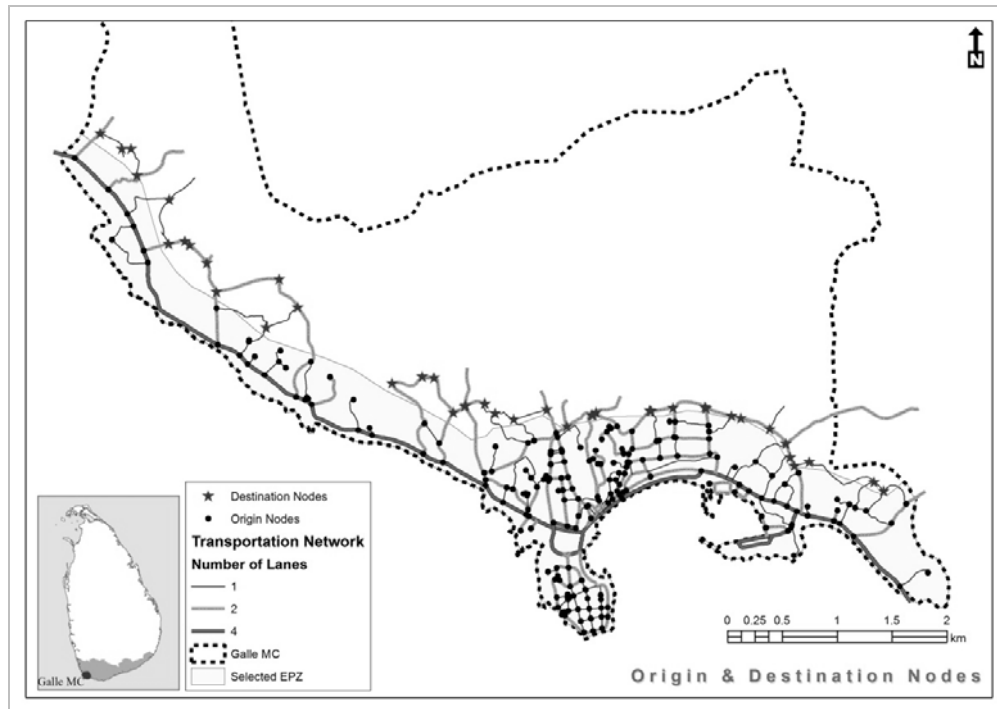 N
Destination Nodes
Origin Nodes
Transportation Network
Number of Lanes
1
2
4
Galle MC
Selected EPZ
Galle MC
0 0.25 0.5 1 1.5 2
km
Origin & Destination Nodes